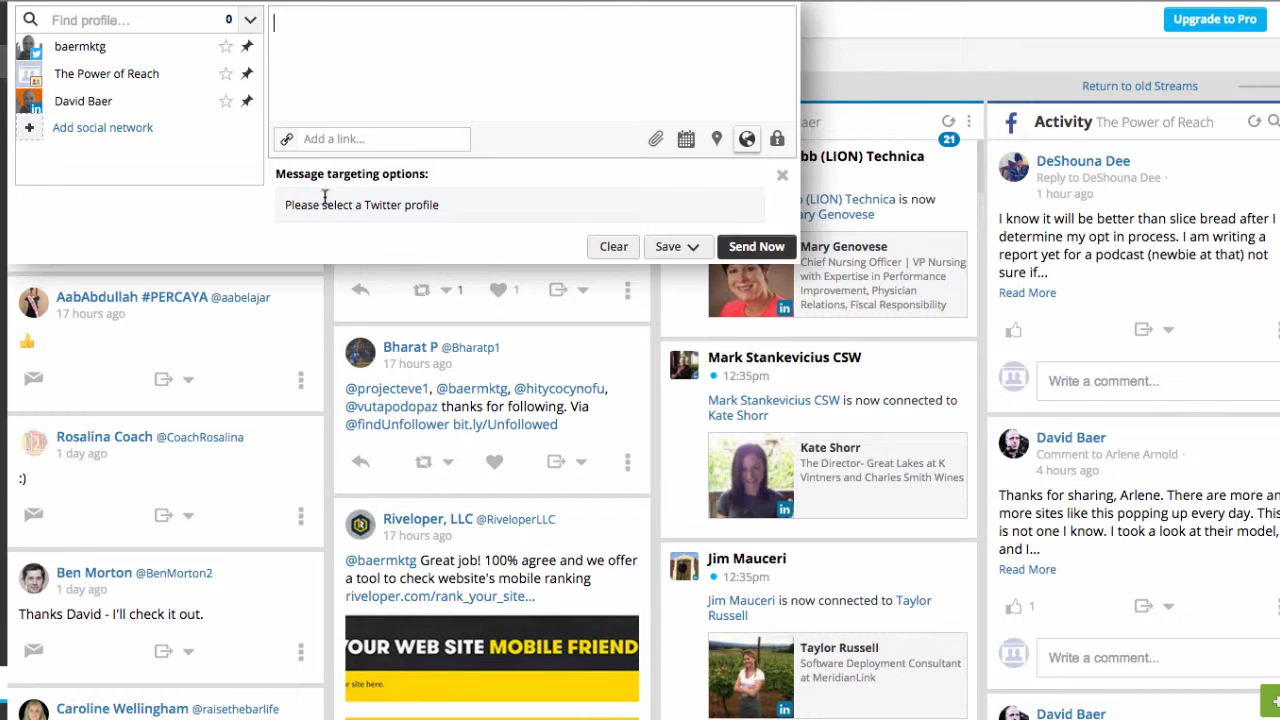 Find profile...
0
baermktg
The Power of Reach
David Baer
Add social network
Add a link...
Message targeting options:
Please select a Twitter profile
Clear
Save
Send Now
Upgrade to Pro
Return to old Streams
AabAbdullah #PERCAYA @aabelajar
17 hours ago
Rosalina Coach @CoachRosalina
1 day ago
:)
Ben Morton @BenMorton2
1 day ago
Thanks David - I'll check it out.
Caroline Wellingham @raisethebarlife
1
1
Bharat P @Bharatp1
17 hours ago
@projecteve1, @baermktg, @hitycocynofu,
@vutapodopaz thanks for following. Via
@findUnfollower bit.ly/Unfollowed
Riveloper, LLC @RiveloperLLC
17 hours ago
@baermktg Great job! 100% agree and we offer
a tool to check website's mobile ranking
riveloper.com/rank_your_site...
YOUR WEB SITE MOBILE FRIEND
r site here.
aer
21
bb (LION) Technica
(LION) Technica is now
ary Genovese
Mary Genovese
Chief Nursing Officer | VP Nursing
with Expertise in Performance
Improvement, Physician
Relations, Fiscal Responsibility
Mark Stankevicius CSW
12:35pm
Mark Stankevicius CSW is now connected to
Kate Shorr
Kate Shorr
The Director- Great Lakes at K
Vintners and Charles Smith Wines
Jim Mauceri
12:35pm
Jim Mauceri is now connected to Taylor
Russell
Taylor Russell
Software Deployment Consultant
at MeridianLink
Activity The Power of Reach
DeShouna Dee
Reply to DeShouna Dee ·
1 hour ago
I know it will be better than slice bread after I
determine my opt in process. I am writing a
report yet for a podcast (newbie at that) not
sure if...
Read More
Write a comment...
David Baer
Comment to Arlene Arnold ·
4 hours ago
Thanks for sharing, Arlene. There are more an
more sites like this popping up every day. This
is not one I know. I took a look at their model,
and I...
Read More
1
Write a comment...
David Baer